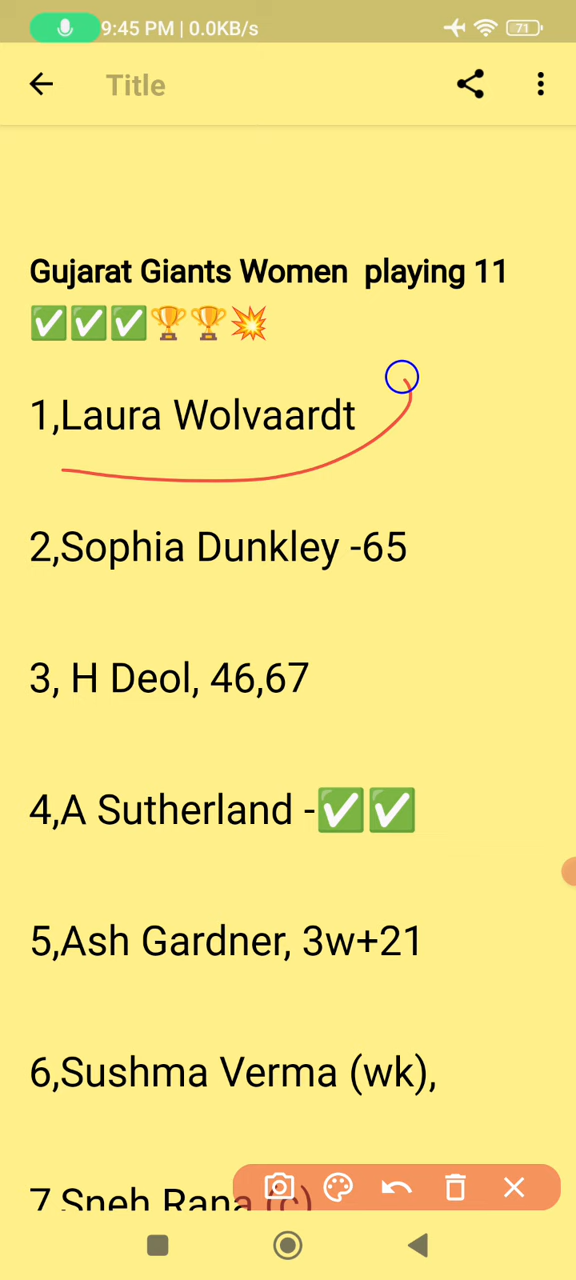 9:45 PM | 0.0KB/s 71
Title
Gujarat Giants Women playing 11
✅✅✅🏆🏆💥
1,Laura Wolvaardt
2,Sophia Dunkley -65
3, H Deol, 46,67
4,A Sutherland -✅✅
5,Ash Gardner, 3w+21
6,Sushma Verma (wk),
7,Sneh Rana (c)